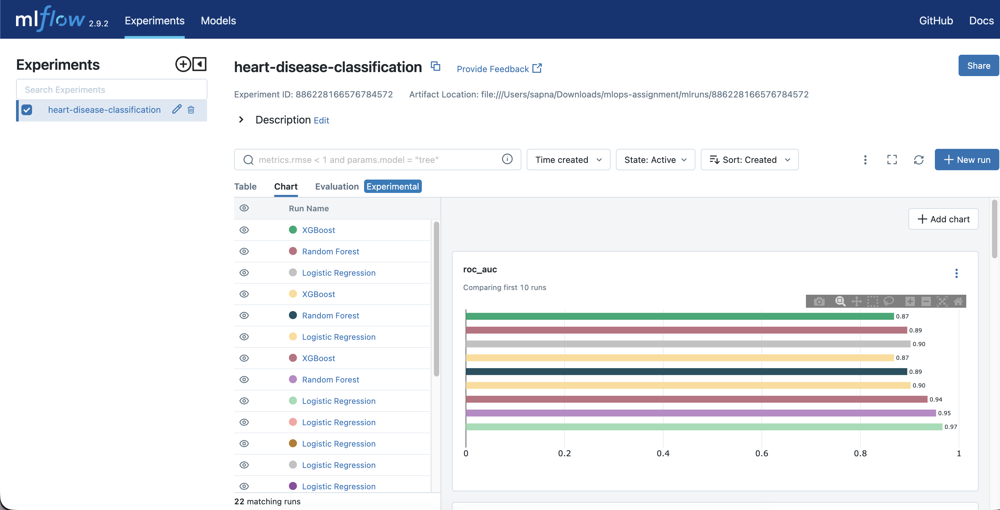 mlflow 2.9.2 Experiments Models GitHub Docs
Experiments
Search Experiments
heart-disease-classification
heart-disease-classification Provide Feedback Share
Experiment ID: 886228166576784572 Artifact Location: file:///Users/sapna/Downloads/mlops-assignment/mlruns/886228166576784572
Description Edit
metrics.rmse < 1 and params.model = "tree" Time created State: Active Sort: Created New run
Table Chart Evaluation Experimental
Run Name
XGBoost
Random Forest
Logistic Regression
XGBoost
Random Forest
Logistic Regression
XGBoost
Random Forest
Logistic Regression
Logistic Regression
Logistic Regression
Logistic Regression
Logistic Regression
22 matching runs
Add chart
roc_auc
Comparing first 10 runs
0.87
0.89
0.90
0.87
0.89
0.90
0.94
0.95
0.97
0 0.2 0.4 0.6 0.8 1